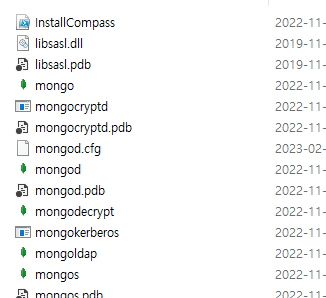 InstallCompass 2022-11-
libsasl.dll 2019-11-
libsasl.pdb 2019-11-
mongo 2022-11-
mongocryptd 2022-11-
mongocryptd.pdb 2022-11-
mongod.cfg 2023-02-
mongod 2022-11-
mongod.pdb 2022-11-
mongodecrypt 2022-11-
mongokerberos 2022-11-
mongoldap 2022-11-
mongos 2022-11-
mongos.pdb 2022-11-